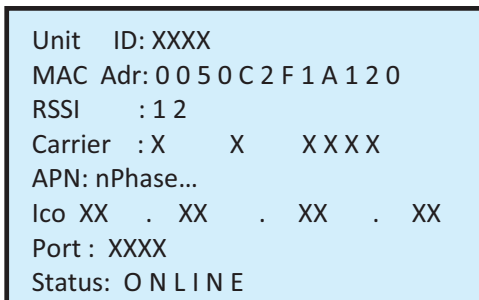 Unit ID: XXXX
MAC Adr: 0 0 5 0 C 2 F 1 A 1 2 0
RSSI : 1 2
Carrier : X X X X X X
APN: nPhase…
Ico XX . XX . XX . XX
Port : XXXX
Status: O N L I N E